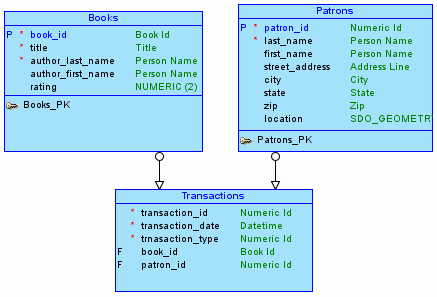 Books
P * book_id Book Id
* title Title
* author_last_name Person Name
author_first_name Person Name
rating NUMERIC (2)
Books_PK
Patrons
P * patron_id Numeric Id
* last_name Person Name
first_name Person Name
street_address Address Line
city City
state State
zip Zip
location SDO_GEOMETR
Patrons_PK
Transactions
* transaction_id Numeric Id
* transaction_date Datetime
* trnasaction_type Numeric Id
F book_id Book Id
F patron_id Numeric Id